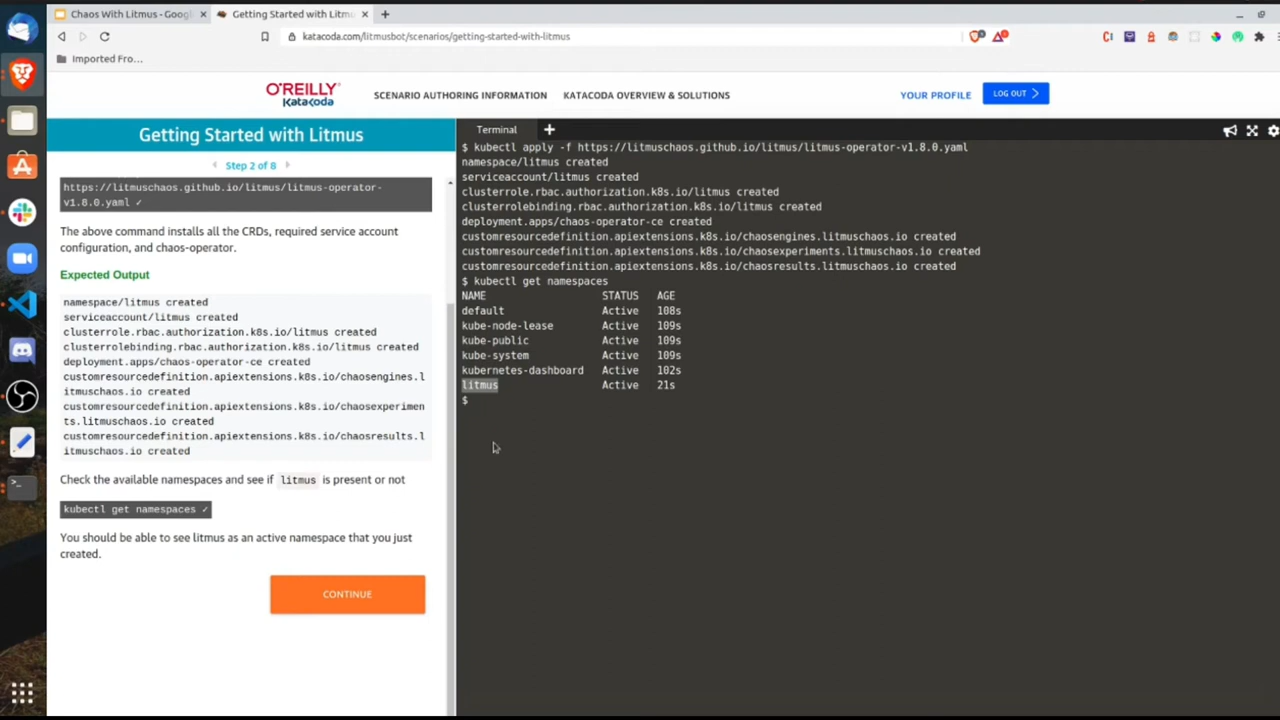 Chaos With Litmus - Goog
Getting Started with Litmu
katacoda.com/litmusbot/scenarios/getting-started-with-litmus
Imported Fro...
O'REILLY
Katacoda
SCENARIO AUTHORING INFORMATION
KATACODA OVERVIEW & SOLUTIONS
YOUR PROFILE
LOG OUT
Getting Started with Litmus
Step 2 of 8
https://litmuschaos.github.io/litmus/litmus-operator-
v1.8.0.yaml ✓
The above command installs all the CRDs, required service account
configuration, and chaos-operator.
Expected Output
namespace/litmus created
serviceaccount/litmus created
clusterrole.rbac.authorization.k8s.io/litmus created
clusterrolebinding.rbac.authorization.k8s.io/litmus created
deployment.apps/chaos-operator-ce created
customresourcedefinition.apiextensions.k8s.io/chaosengines.l
itmuschaos.io created
customresourcedefinition.apiextensions.k8s.io/chaosexperimen
ts.litmuschaos.io created
customresourcedefinition.apiextensions.k8s.io/chaosresults.l
itmuschaos.io created
Check the available namespaces and see if litmus is present or not
kubectl get namespaces ✓
You should be able to see litmus as an active namespace that you just
created.
CONTINUE
Terminal
$ kubectl apply -f https://litmuschaos.github.io/litmus/litmus-operator-v1.8.0.yaml
namespace/litmus created
serviceaccount/litmus created
clusterrole.rbac.authorization.k8s.io/litmus created
clusterrolebinding.rbac.authorization.k8s.io/litmus created
deployment.apps/chaos-operator-ce created
customresourcedefinition.apiextensions.k8s.io/chaosengines.litmuschaos.io created
customresourcedefinition.apiextensions.k8s.io/chaosexperiments.litmuschaos.io created
customresourcedefinition.apiextensions.k8s.io/chaosresults.litmuschaos.io created
$ kubectl get namespaces
NAME STATUS AGE
default Active 108s
kube-node-lease Active 109s
kube-public Active 109s
kube-system Active 109s
kubernetes-dashboard Active 102s
litmus Active 21s
$